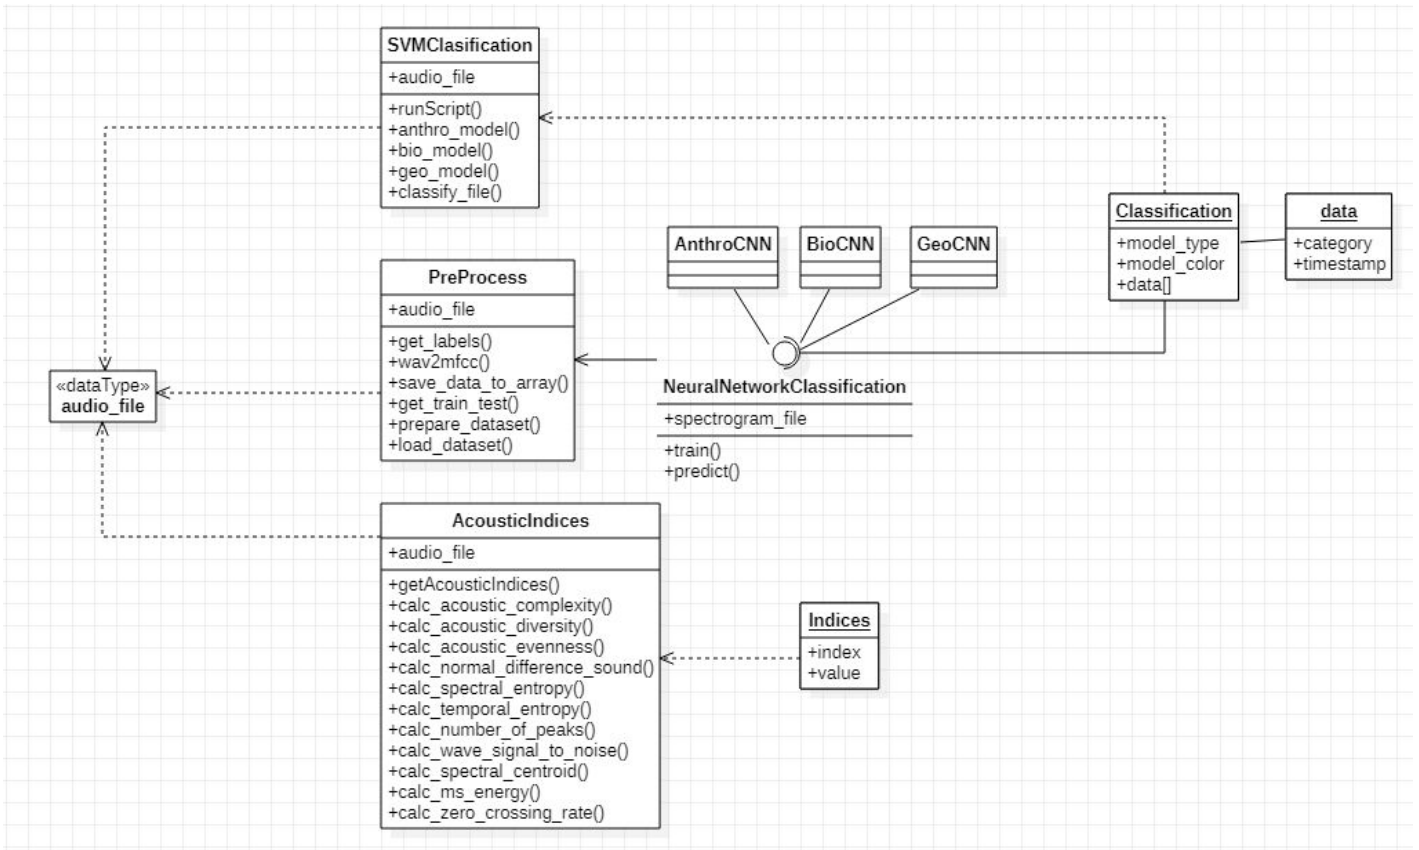 SVMClasification
+audio_file
+runScript()
+anthro_model()
+bio_model()
+geo_model()
+classify_file()
Classification
+model_type
+model_color
+data[]
data
+category
+timestamp
AnthroCNN
BioCNN
GeoCNN
PreProcess
+audio_file
+get_labels()
+wav2mfcc()
+save_data_to_array()
+get_train_test()
+prepare_dataset()
+load_dataset()
«dataType»
audio_file
NeuralNetworkClassification
+spectrogram_file
+train()
+predict()
AcousticIndices
+audio_file
+getAcousticIndices()
+calc_acoustic_complexity()
+calc_acoustic_diversity()
+calc_acoustic_evenness()
+calc_normal_difference_sound()
+calc_spectral_entropy()
+calc_temporal_entropy()
+calc_number_of_peaks()
+calc_wave_signal_to_noise()
+calc_spectral_centroid()
+calc_ms_energy()
+calc_zero_crossing_rate()
Indices
+index
+value